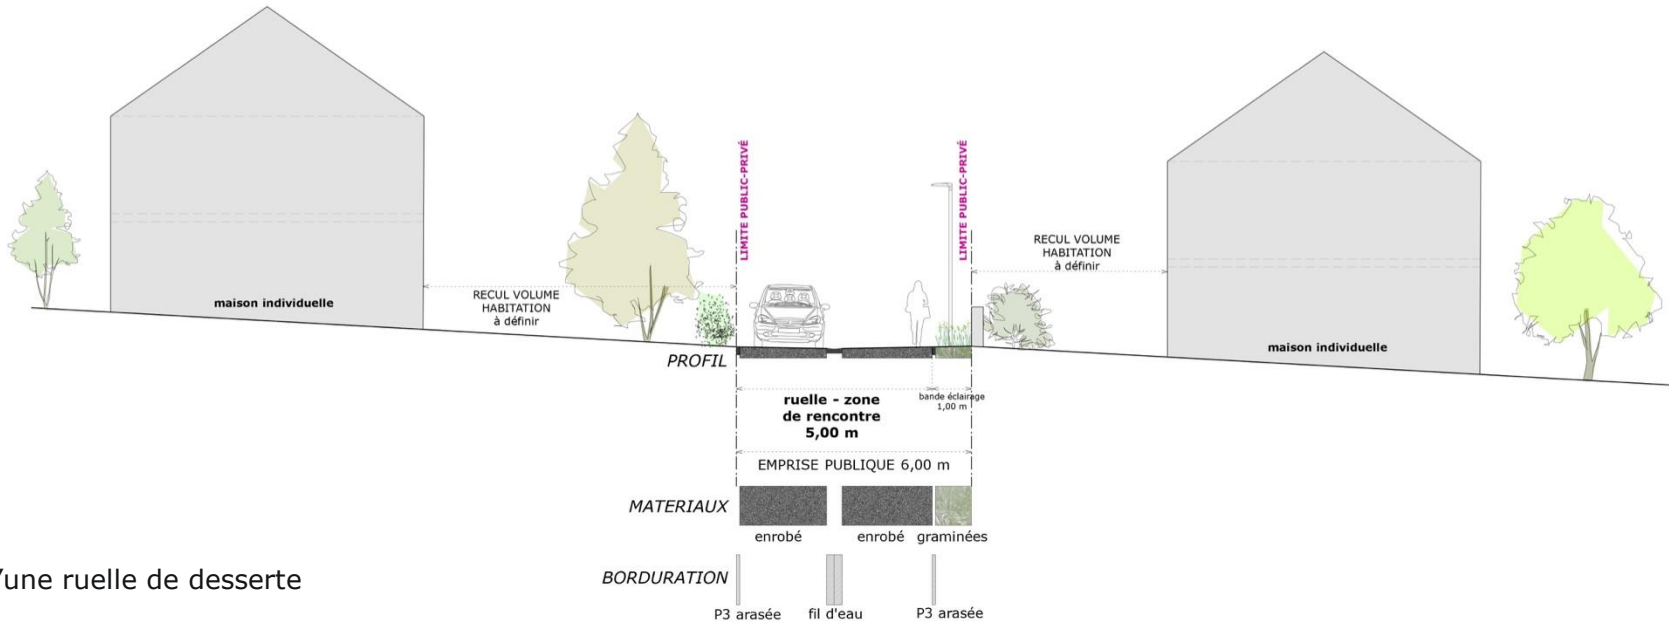 LIMITE PUBLIC-PRIVÉ
LIMITE PUBLIC-PRIVÉ
RECUL VOLUME
HABITATION
à définir
maison individuelle
RECUL VOLUME
HABITATION
à définir
maison individuelle
PROFIL
ruelle - zone
de rencontre
5,00 m
bande éclairage
1,00 m
EMPRISE PUBLIQUE 6,00 m
MATERIAUX
enrobé
enrobé
graminées
'une ruelle de desserte
BORDURATION
P3 arasée
fil d'eau
P3 arasée